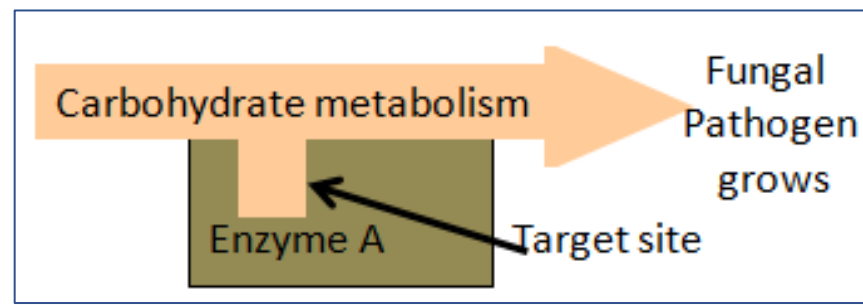 Carbohydrate metabolism
Fungal
Pathogen
grows
Enzyme A
Target site